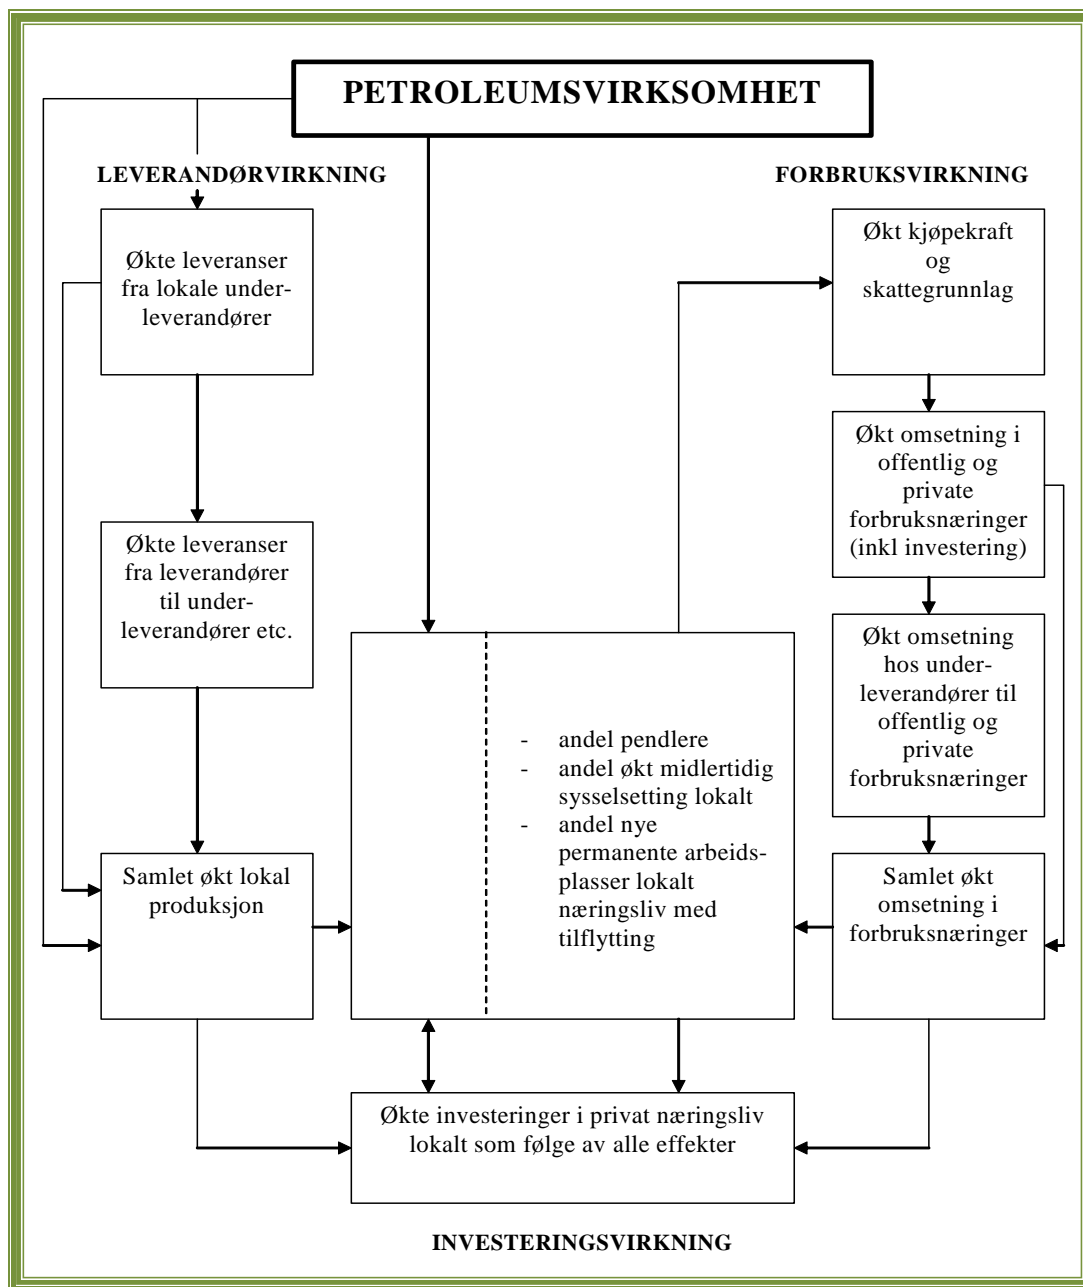 PETROLEUMSVIRKSOMHET
LEVERANDØRVIRKNING
FORBRUKSVIRKNING
Økte leveranser
fra lokale under-
leverandører
Økte leveranser
fra leverandører
til under-
leverandører etc.
Samlet økt lokal
produksjon
- andel pendlere
- andel økt midlertidig
sysselsetting lokalt
- andel nye
permanente arbeids-
plasser lokalt
næringsliv med
tilflytting
Økt kjøpekraft
og
skattegrunnlag
Økt omsetning i
offentlig og
private
forbruksnæringer
(inkl investering)
Økt omsetning
hos under-
leverandører til
offentlig og
private
forbruksnæringer
Samlet økt
omsetning i
forbruksnæringer
Økte investeringer i privat næringsliv
lokalt som følge av alle effekter
INVESTERINGSVIRKNING